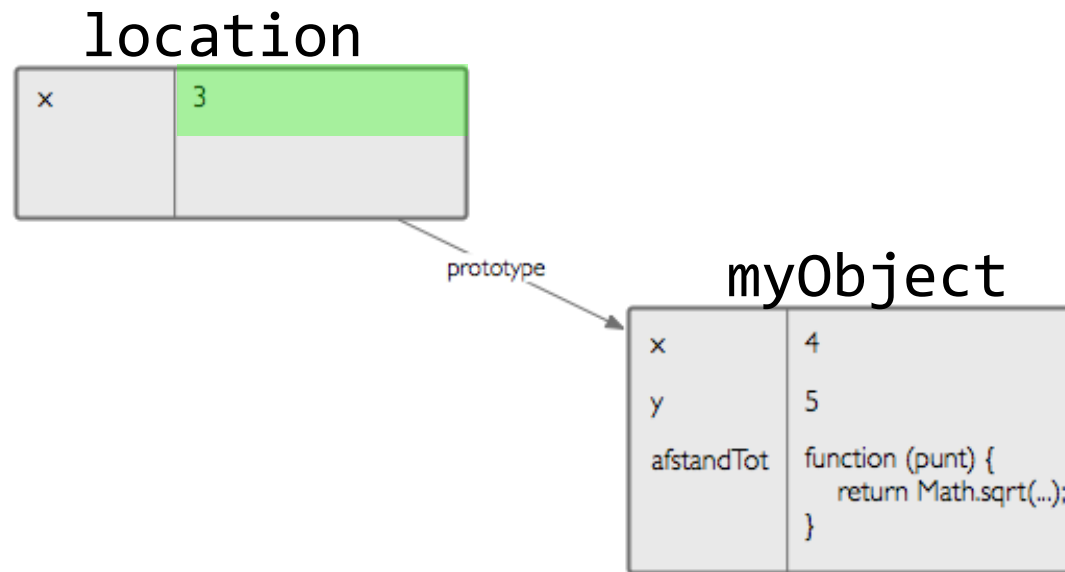 location
x 3
prototype
myObject
x 4
y 5
afstandTot function (punt) {
return Math.sqrt(...);
}